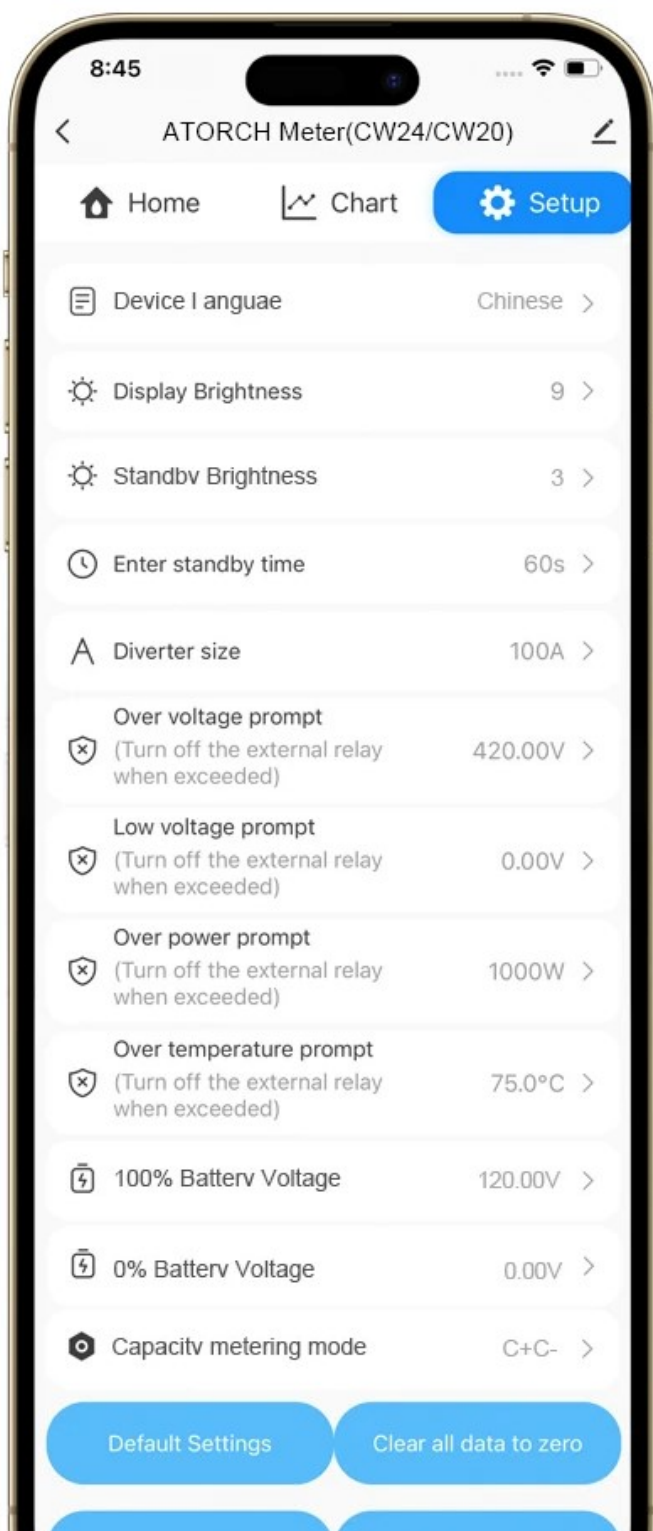 8:45
ATORCH Meter(CW24/CW20)
Home
Chart
Setup
Device l anguae
Chinese
Display Brightness
9
Standbv Brightness
3
Enter standby time
60s
Diverter size
100A
Over voltage prompt
(Turn off the external relay
when exceeded)
420.00V
Low voltage prompt
(Turn off the external relay
when exceeded)
0.00V
Over power prompt
(Turn off the external relay
when exceeded)
1000W
Over temperature prompt
(Turn off the external relay
when exceeded)
75.0°C
100% Batterv Voltage
120.00V
0% Batterv Voltage
0.00V
Capacitv metering mode
C+C-
Default Settings
Clear all data to zero